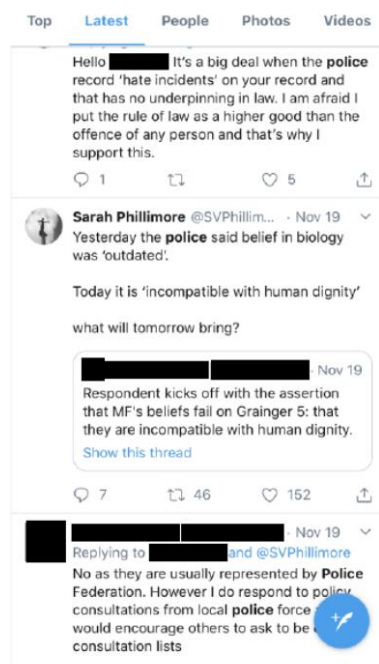 Top Latest People Photos Videos
Hello It's a big deal when the police
record 'hate incidents' on your record and
that has no underpinning in law. I am afraid I
put the rule of law as a higher good than the
offence of any person and that's why I
support this.
1 5
Sarah Phillimore @SVPhillim... · Nov 19
Yesterday the police said belief in biology
was 'outdated'.
Today it is 'incompatible with human dignity'
what will tomorrow bring?
· Nov 19
Respondent kicks off with the assertion
that MF's beliefs fail on Grainger 5: that
they are incompatible with human dignity.
Show this thread
7 46 152
· Nov 19
Replying to and @SVPhillimore
No as they are usually represented by Police
Federation. However I do respond to policy
consultations from local police force
would encourage others to ask to be
consultation lists